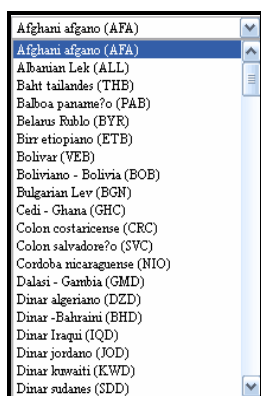 Afghani afgano (AFA)
Afghani afgano (AFA)
Albanian Lek (ALL)
Baht tailandes (THB)
Balboa paname?o (PAB)
Belarus Rublo (BYR)
Birr etiopiano (ETB)
Bolivar (VEB)
Boliviano - Bolivia (BOB)
Bulgarian Lev (BGN)
Cedi - Ghana (GHC)
Colon costaricense (CRC)
Colon salvadore?o (SVC)
Cordoba nicaraguense (NIO)
Dalasi - Gambia (GMD)
Dinar algeriano (DZD)
Dinar -Bahraini (BHD)
Dinar Iraqui (IQD)
Dinar jordano (JOD)
Dinar kuwaiti (KWD)
Dinar sudanes (SDD)